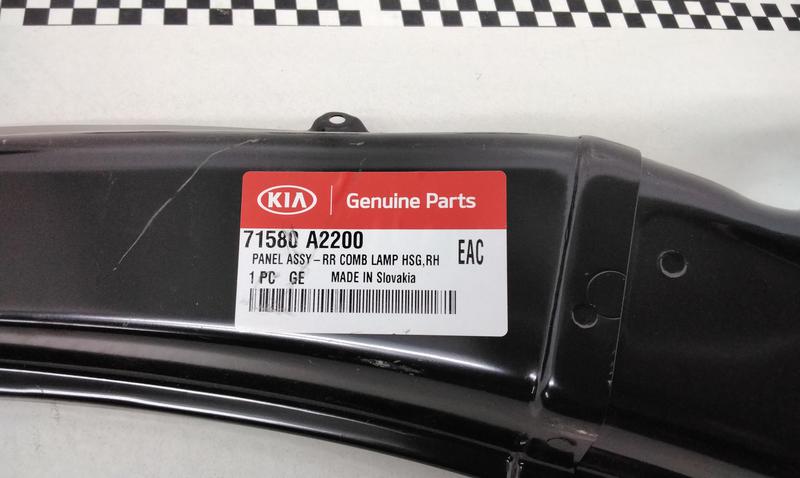 KIA Genuine Parts
71580 A2200
PANEL ASSY-RR COMB LAMP HSG,RH EAC
1 PC GE MADE IN Slovakia